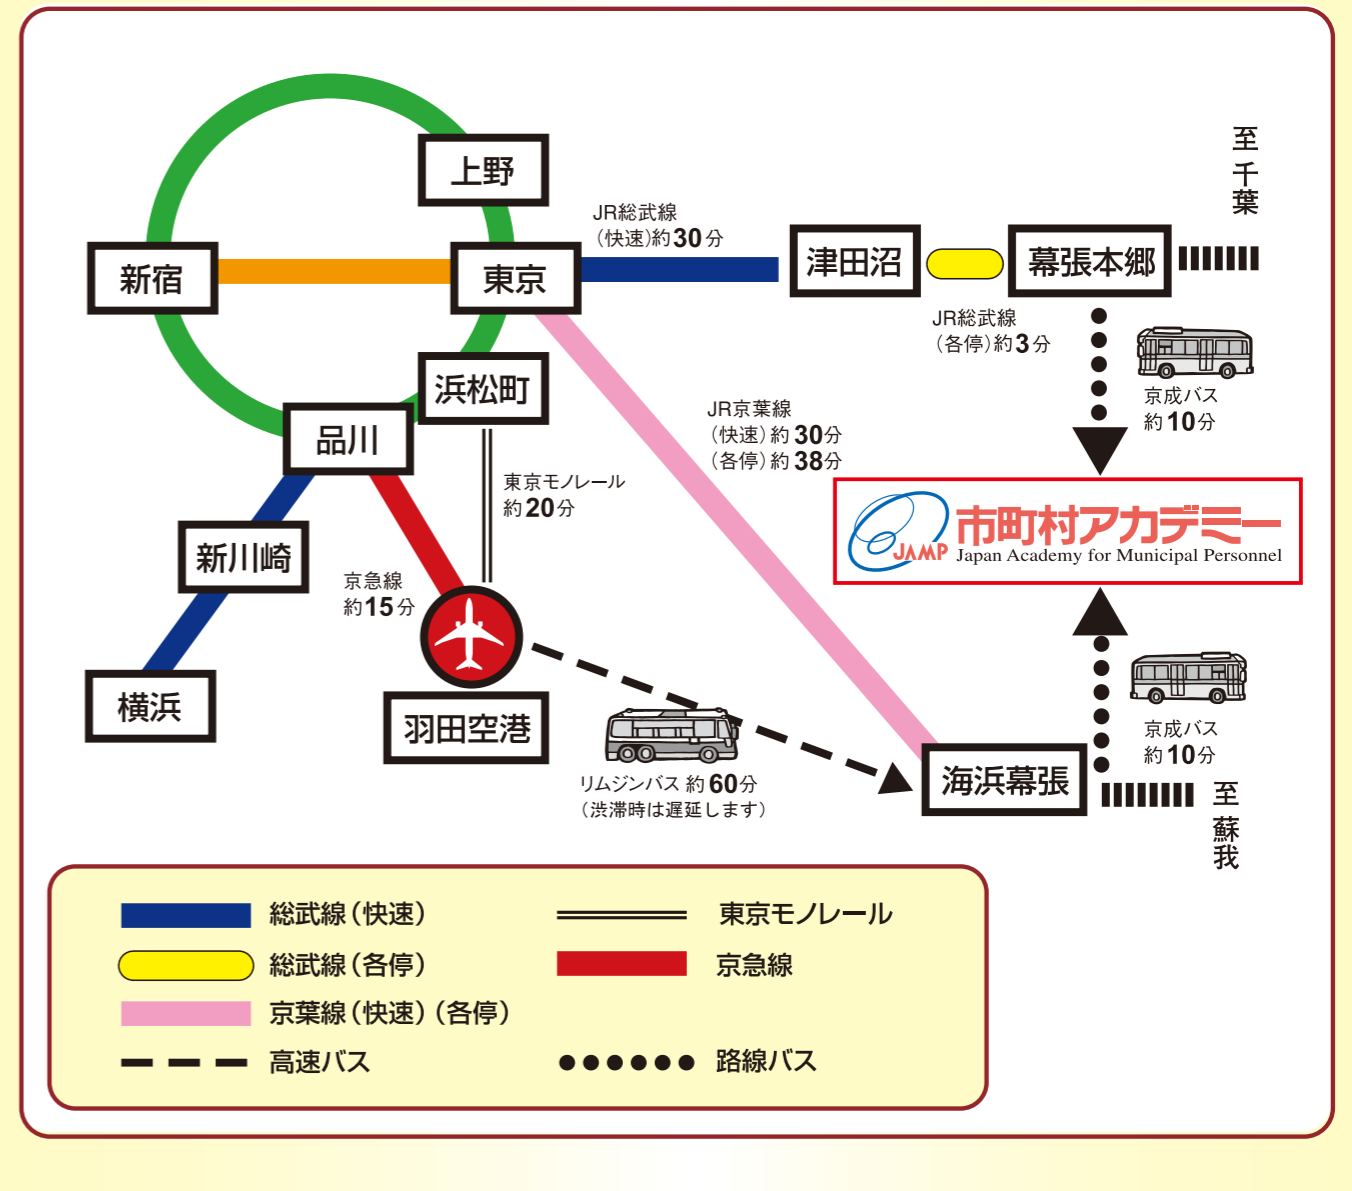 上野
新宿
東京
JR総武線
（快速）約30分
津田沼
幕張本郷
至千葉
JR総武線
（各停）約3分
京成バス
約10分
浜松町
品川
JR京葉線
（快速）約30分
（各停）約38分
東京モノレール
約20分
JAMP
市町村アカデミー
Japan Academy for Municipal Personnel
新川崎
京急線
約15分
横浜
羽田空港
リムジンバス 約60分
（渋滞時は遅延します）
海浜幕張
京成バス
約10分
至蘇我
総武線（快速）
東京モノレール
総武線（各停）
京急線
京葉線（快速）（各停）
高速バス
路線バス